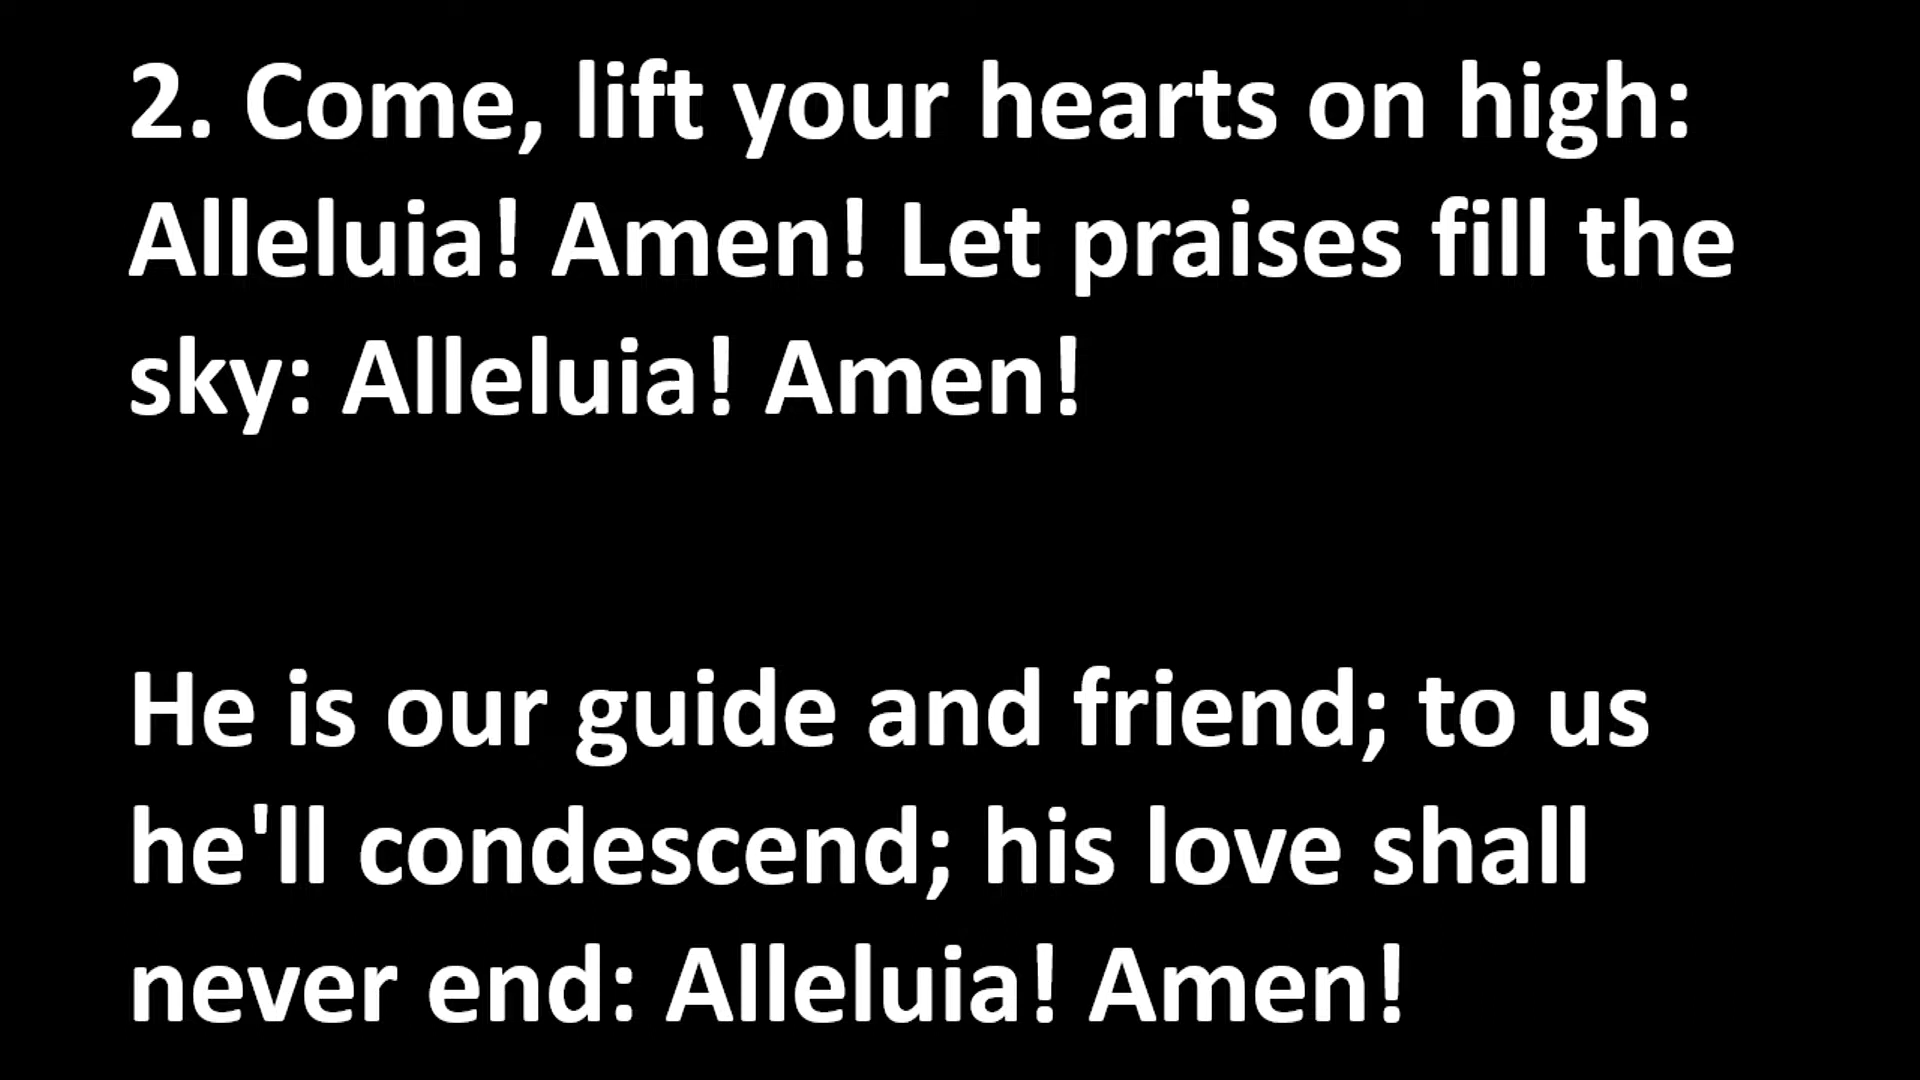 2. Come, lift your hearts on high:
Alleluia! Amen! Let praises fill the
sky: Alleluia! Amen!
He is our guide and friend; to us
he'll condescend; his love shall
never end: Alleluia! Amen!